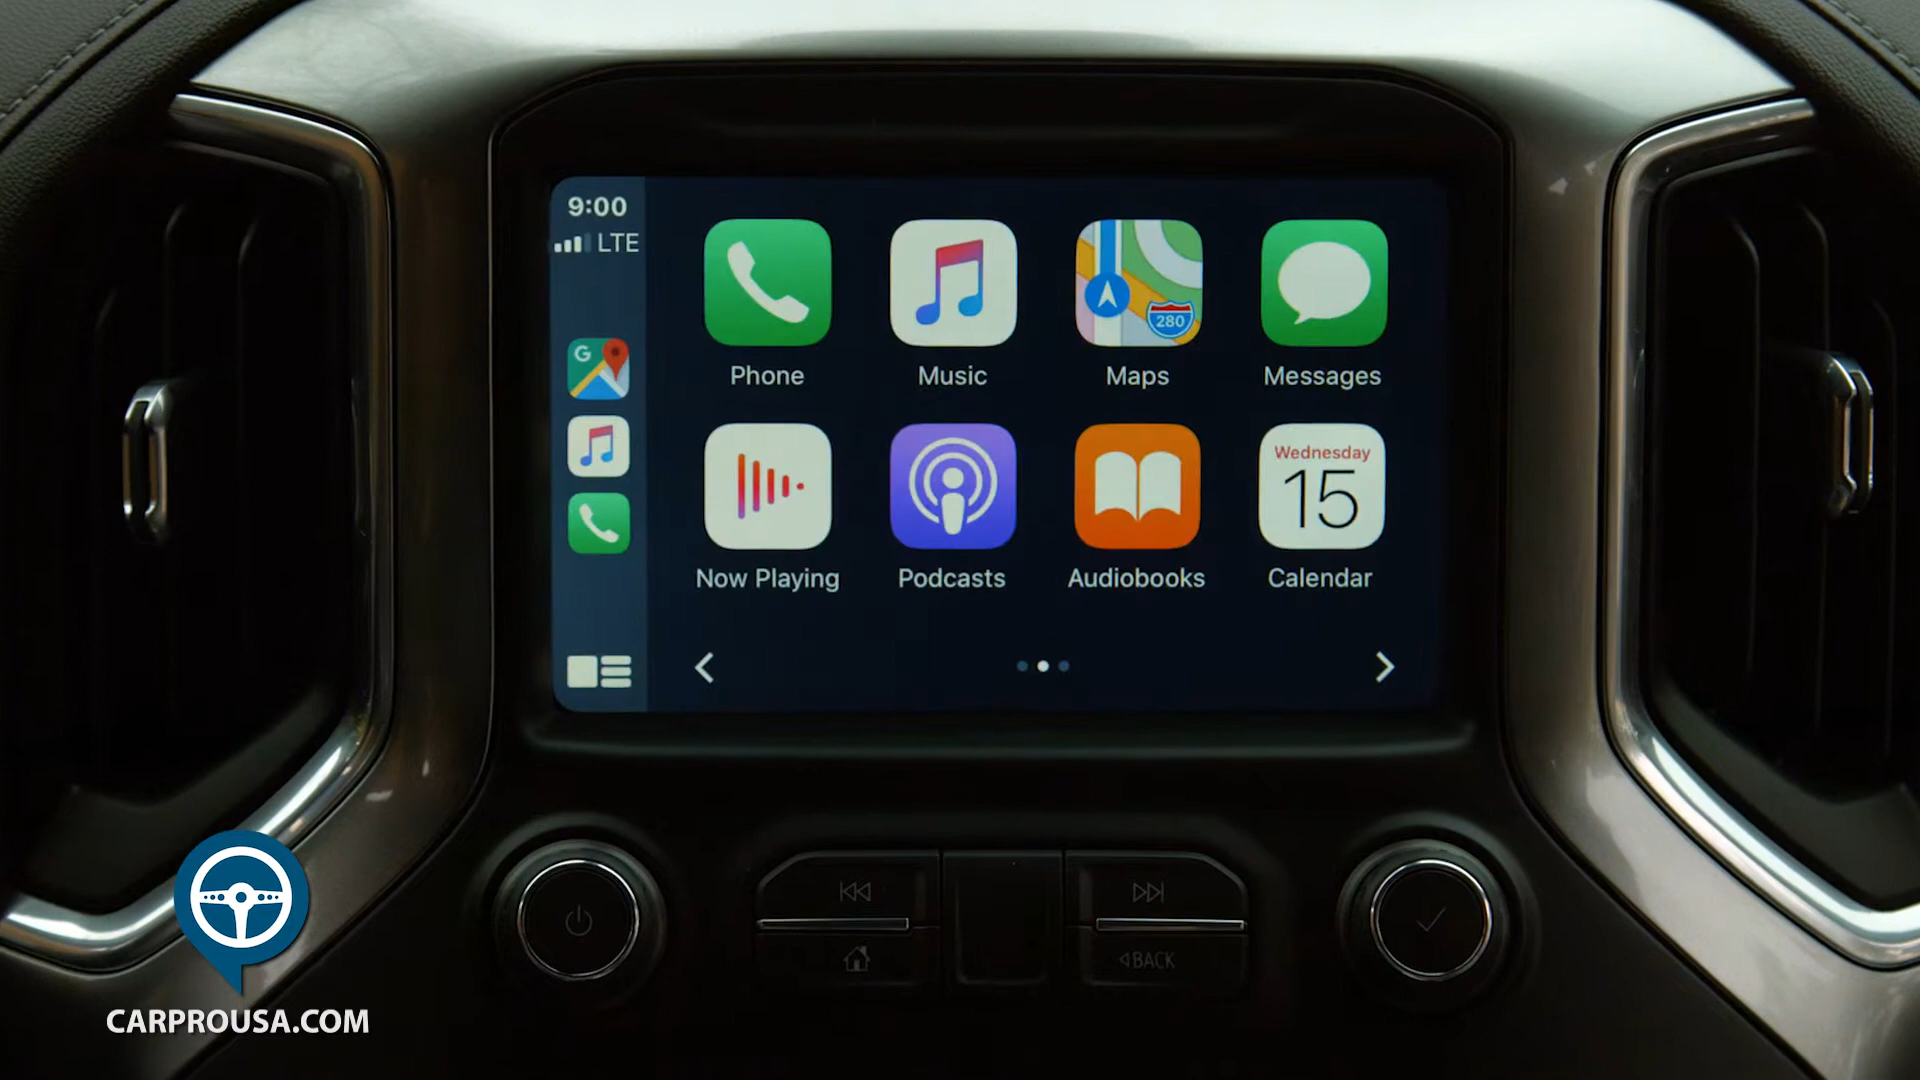 9:00
LTE
G
280
Phone
Music
Maps
Messages
Wednesday
15
Now Playing
Podcasts
Audiobooks
Calendar
BACK
CARPROUSA.COM